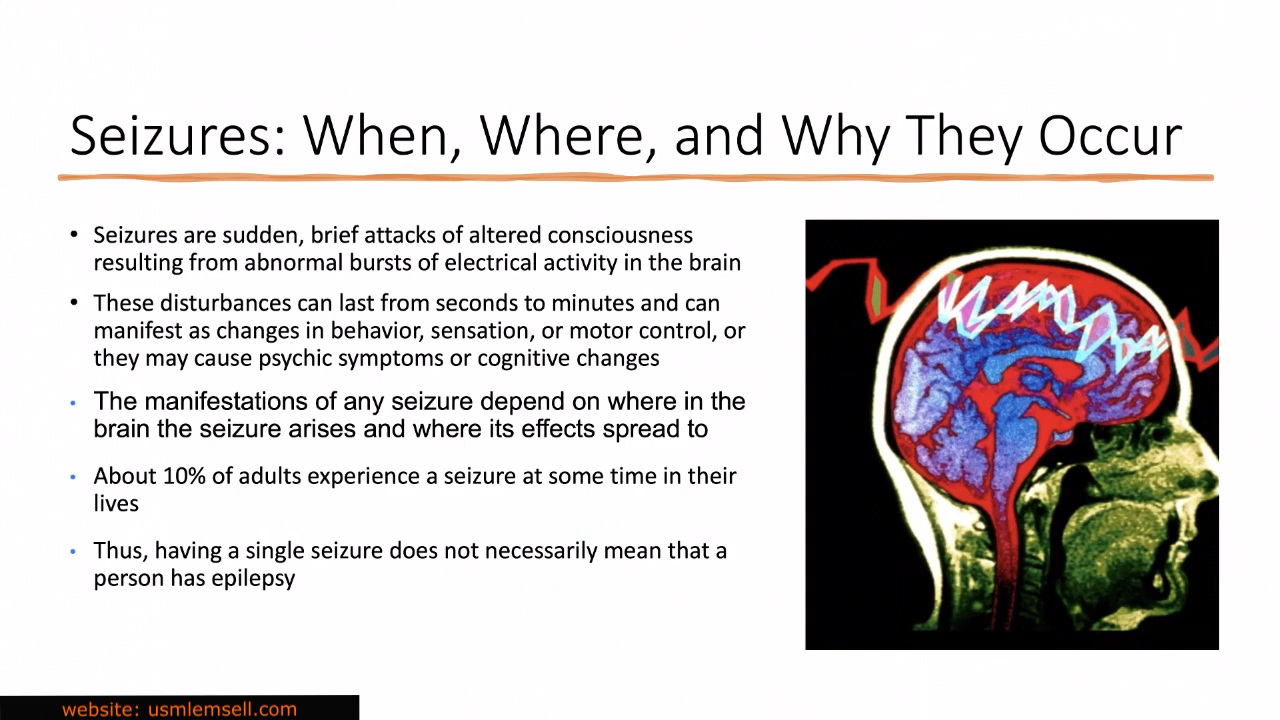 Seizures: When, Where, and Why They Occur
• Seizures are sudden, brief attacks of altered consciousness
resulting from abnormal bursts of electrical activity in the brain
• These disturbances can last from seconds to minutes and can
manifest as changes in behavior, sensation, or motor control, or
they may cause psychic symptoms or cognitive changes
• The manifestations of any seizure depend on where in the
brain the seizure arises and where its effects spread to
• About 10% of adults experience a seizure at some time in their
lives
• Thus, having a single seizure does not necessarily mean that a
person has epilepsy
website: usmlemsell.com